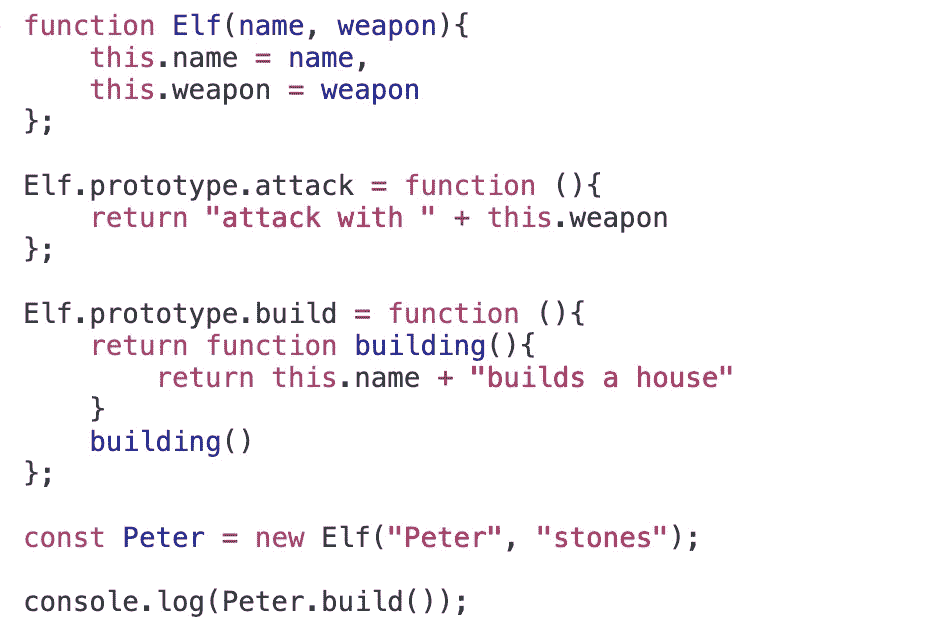 function Elf(name, weapon){
    this.name = name,
    this.weapon = weapon
};

Elf.prototype.attack = function (){
    return "attack with " + this.weapon
};

Elf.prototype.build = function (){
    return function building(){
        return this.name + "builds a house"
    }
    building()
};

const Peter = new Elf("Peter", "stones");

console.log(Peter.build());